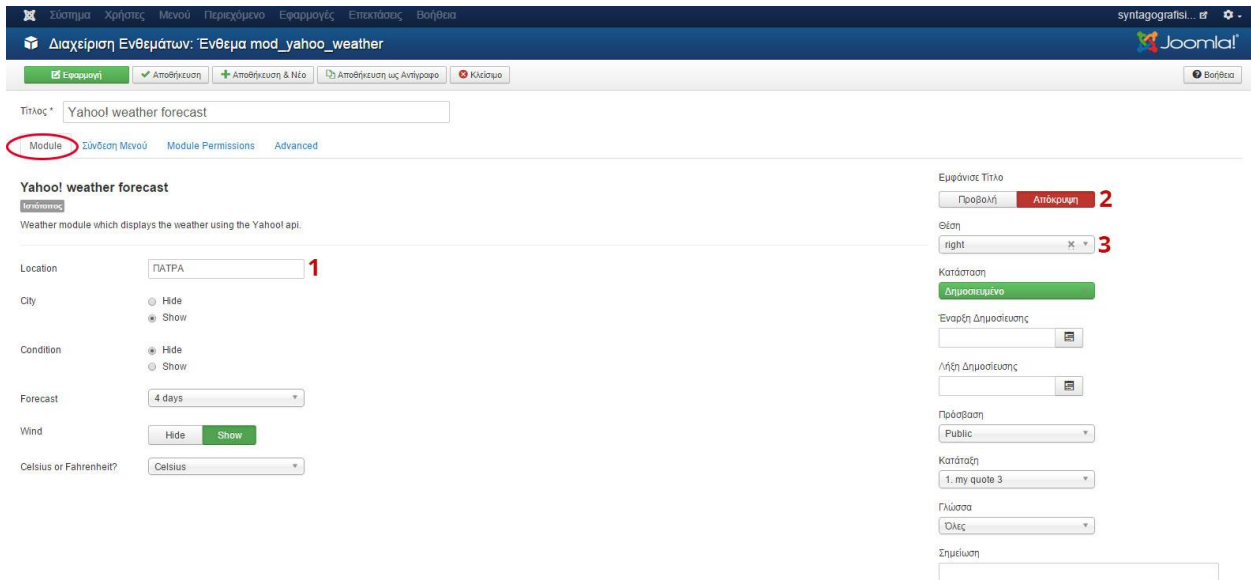 Σύστημα Χρήστες Μενού Περιεχόμενο Εφαρμογές Επεκτάσεις Βοήθεια syntagografisi...
Διαχείριση Ενθεμάτων: Ένθεμα mod_yahoo_weather Joomla!
Εφαρμογή Αποθήκευση Αποθήκευση & Νέο Αποθήκευση ως Αντίγραφο Κλείσιμο Βοήθεια
Τίτλος * Yahoo! weather forecast
Module Σύνδεση Μενού Module Permissions Advanced
Yahoo! weather forecast
Ιστότοπος
Weather module which displays the weather using the Yahoo! api.
Location ΠΑΤΡΑ 1
City Hide
Show
Condition Hide
Show
Forecast 4 days
Wind Hide Show
Celsius or Fahrenheit? Celsius
Εμφάνισε Τίτλο
Προβολή Απόκρυψη 2
Θέση
right 3
Κατάσταση
Δημοσιευμένο
Έναρξη Δημοσίευσης
Λήξη Δημοσίευσης
Πρόσβαση
Public
Κατάταξη
1. my quote 3
Γλώσσα
Όλες
Σημείωση